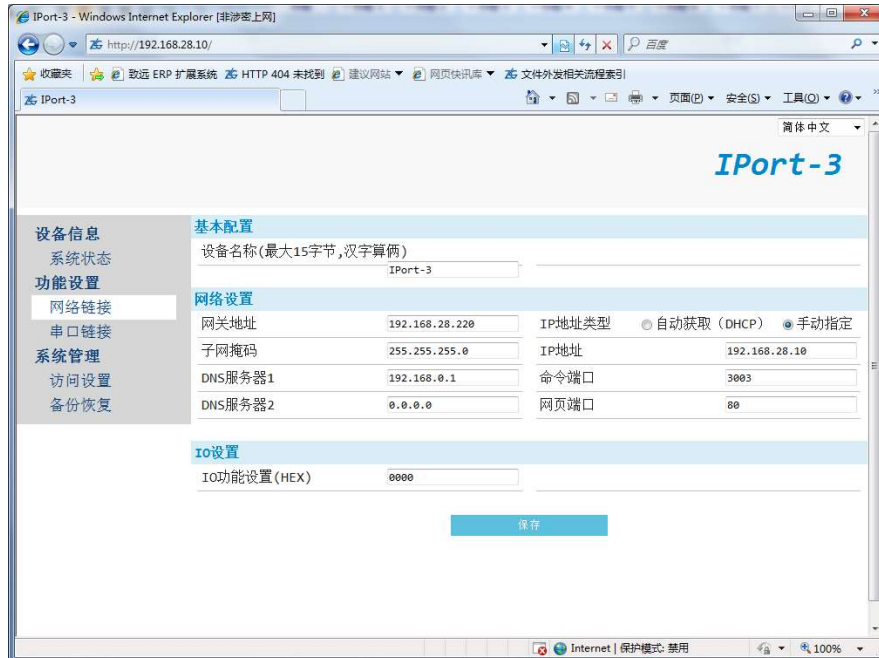 IPort-3 - Windows Internet Explorer [非涉密上网]
http://192.168.28.10/
百度
收藏夹 致远 ERP 扩展系统 HTTP 404 未找到 建议网站 网页快讯库 文件外发相关流程索引
IPort-3
页面(P) 安全(S) 工具(O)
简体中文
IPort-3
设备信息
系统状态
功能设置
网络链接
串口链接
系统管理
访问设置
备份恢复
基本配置
设备名称(最大15字节,汉字算俩)
IPort-3
网络设置
网关地址 192.168.28.220 IP地址类型 自动获取（DHCP） 手动指定
子网掩码 255.255.255.0 IP地址 192.168.28.10
DNS服务器1 192.168.0.1 命令端口 3003
DNS服务器2 0.0.0.0 网页端口 80
IO设置
IO功能设置(HEX) 0000
保存
Internet | 保护模式: 禁用 100%